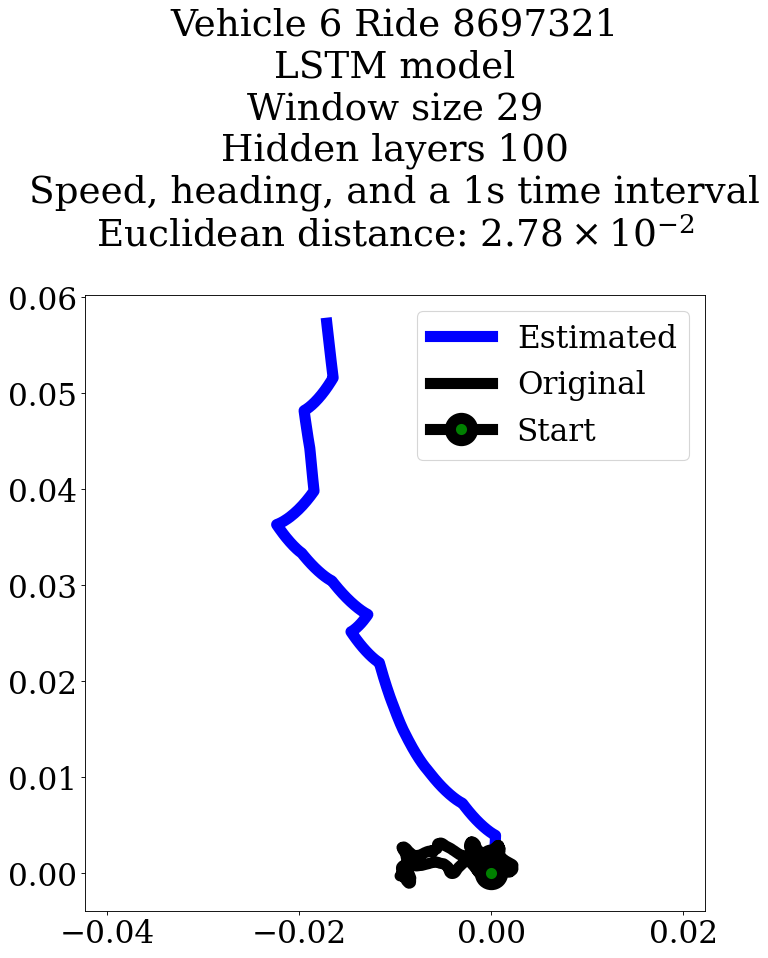 Vehicle 6 Ride 8697321
LSTM model
Window size 29
Hidden layers 100
Speed, heading, and a 1s time interval
Euclidean distance: 2.78 × 10⁻²
0.06
0.05
0.04
0.03
0.02
0.01
0.00
Estimated
Original
Start
−0.04 −0.02 0.00 0.02